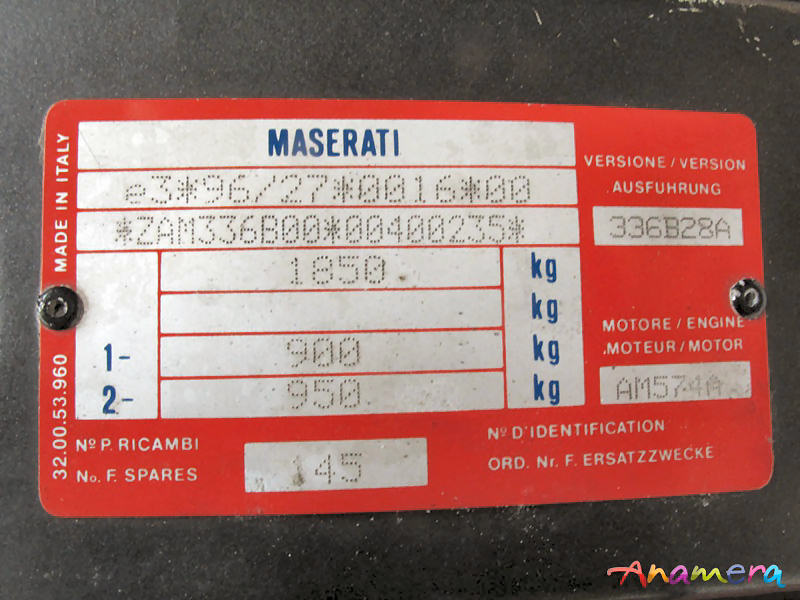 MASERATI
e3*96/27*0016*00
*ZAM336B00*00400235*
1850 kg
kg
1- 900 kg
2- 950 kg
MADE IN ITALY
32.00.53.960
VERSIONE / VERSION
AUSFUHRUNG
336B28A
MOTORE / ENGINE
MOTEUR / MOTOR
AM574A
Nº P. RICAMBI
No. F. SPARES
145
Nº D'IDENTIFICATION
ORD. Nr. F. ERSATZZWECKE
Anamera